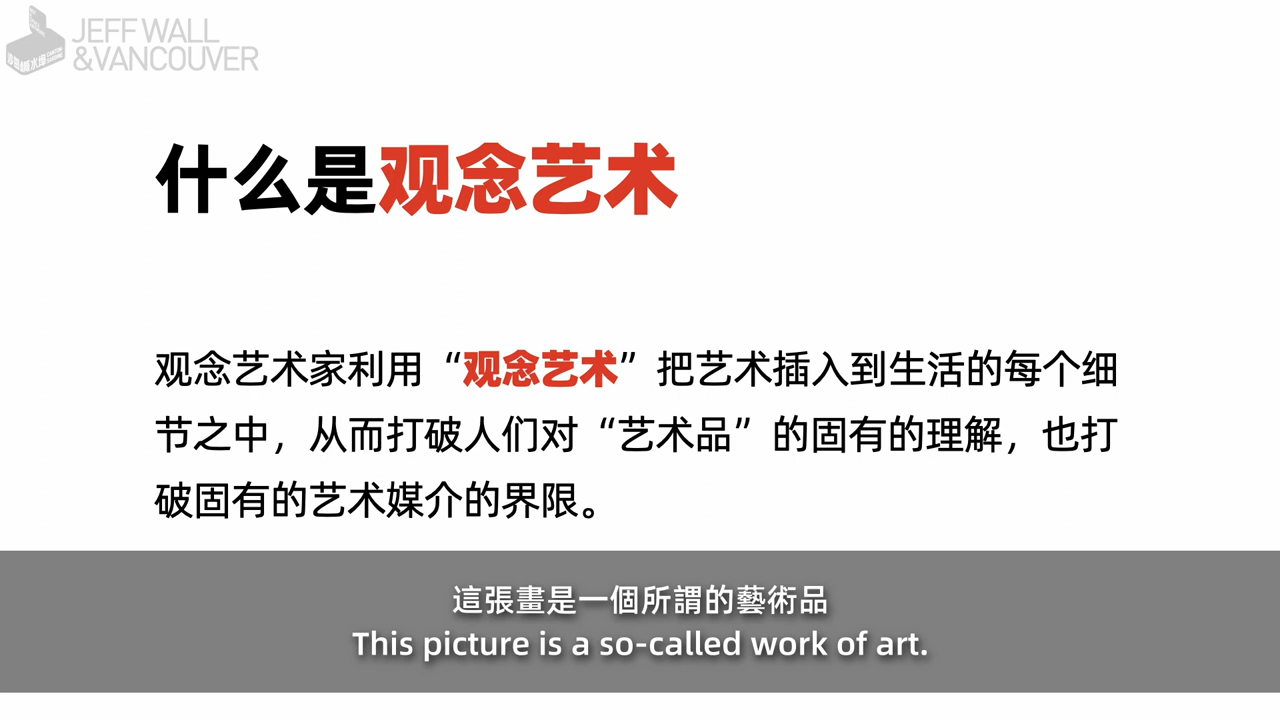 JEFF WALL
&VANCOUVER
什么是观念艺术
观念艺术家利用“观念艺术”把艺术插入到生活的每个细
节之中，从而打破人们对“艺术品”的固有的理解，也打
破固有的艺术媒介的界限。
這張畫是一個所謂的藝術品
This picture is a so-called work of art.